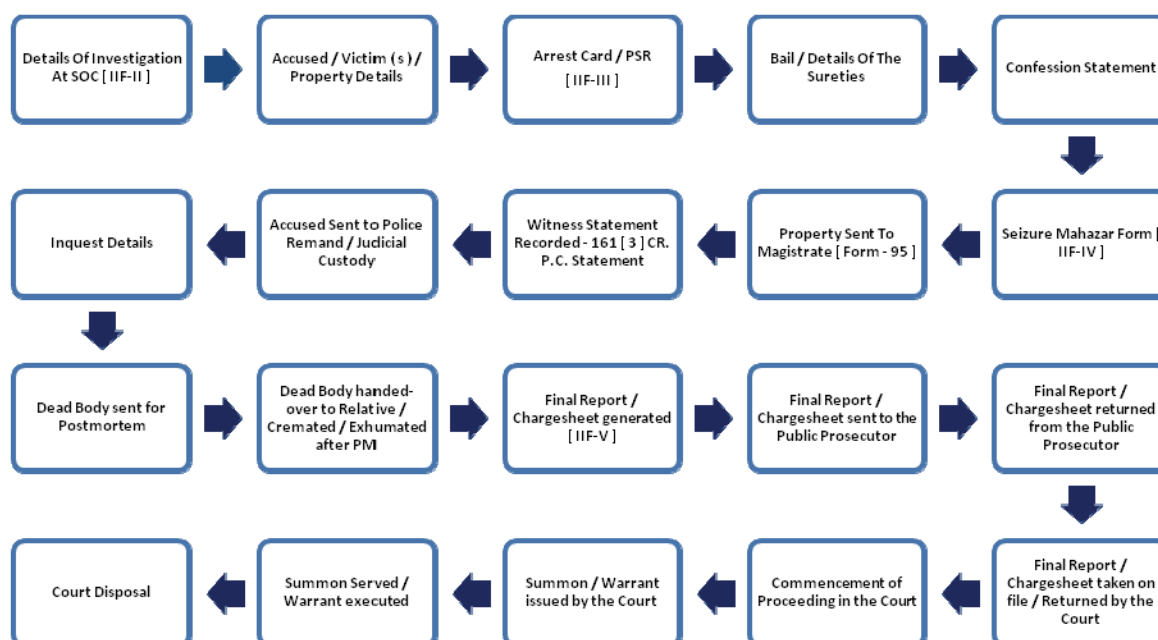 Details Of Investigation
At SOC [ IIF-II ]
Accused / Victim ( s ) /
Property Details
Arrest Card / PSR
[ IIF-III ]
Bail / Details Of The
Sureties
Confession Statement
Seizure Mahazar Form [
IIF-IV ]
Property Sent To
Magistrate [ Form - 95 ]
Witness Statement
Recorded - 161 [ 3 ] CR.
P.C. Statement
Accused Sent to Police
Remand / Judicial
Custody
Inquest Details
Dead Body sent for
Postmortem
Dead Body handed-
over to Relative /
Cremated / Exhumated
after PM
Final Report /
Chargesheet generated
[ IIF-V ]
Final Report /
Chargesheet sent to the
Public Prosecutor
Final Report /
Chargesheet returned
from the Public
Prosecutor
Final Report /
Chargesheet taken on
file / Returned by the
Court
Commencement of
Proceeding in the Court
Summon / Warrant
issued by the Court
Summon Served /
Warrant executed
Court Disposal